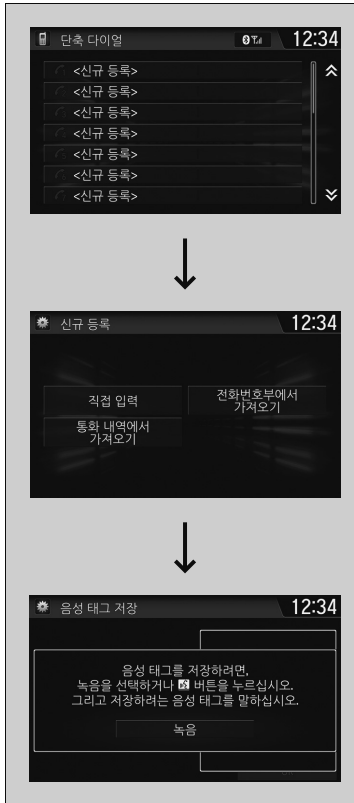 단축 다이얼 12:34
<신규 등록>
<신규 등록>
<신규 등록>
<신규 등록>
<신규 등록>
<신규 등록>
<신규 등록>
신규 등록 12:34
직접 입력
전화번호부에서
가져오기
통화 내역에서
가져오기
음성 태그 저장 12:34
음성 태그를 저장하려면,
녹음을 선택하거나 버튼을 누르십시오.
그리고 저장하려는 음성 태그를 말하십시오.
녹음